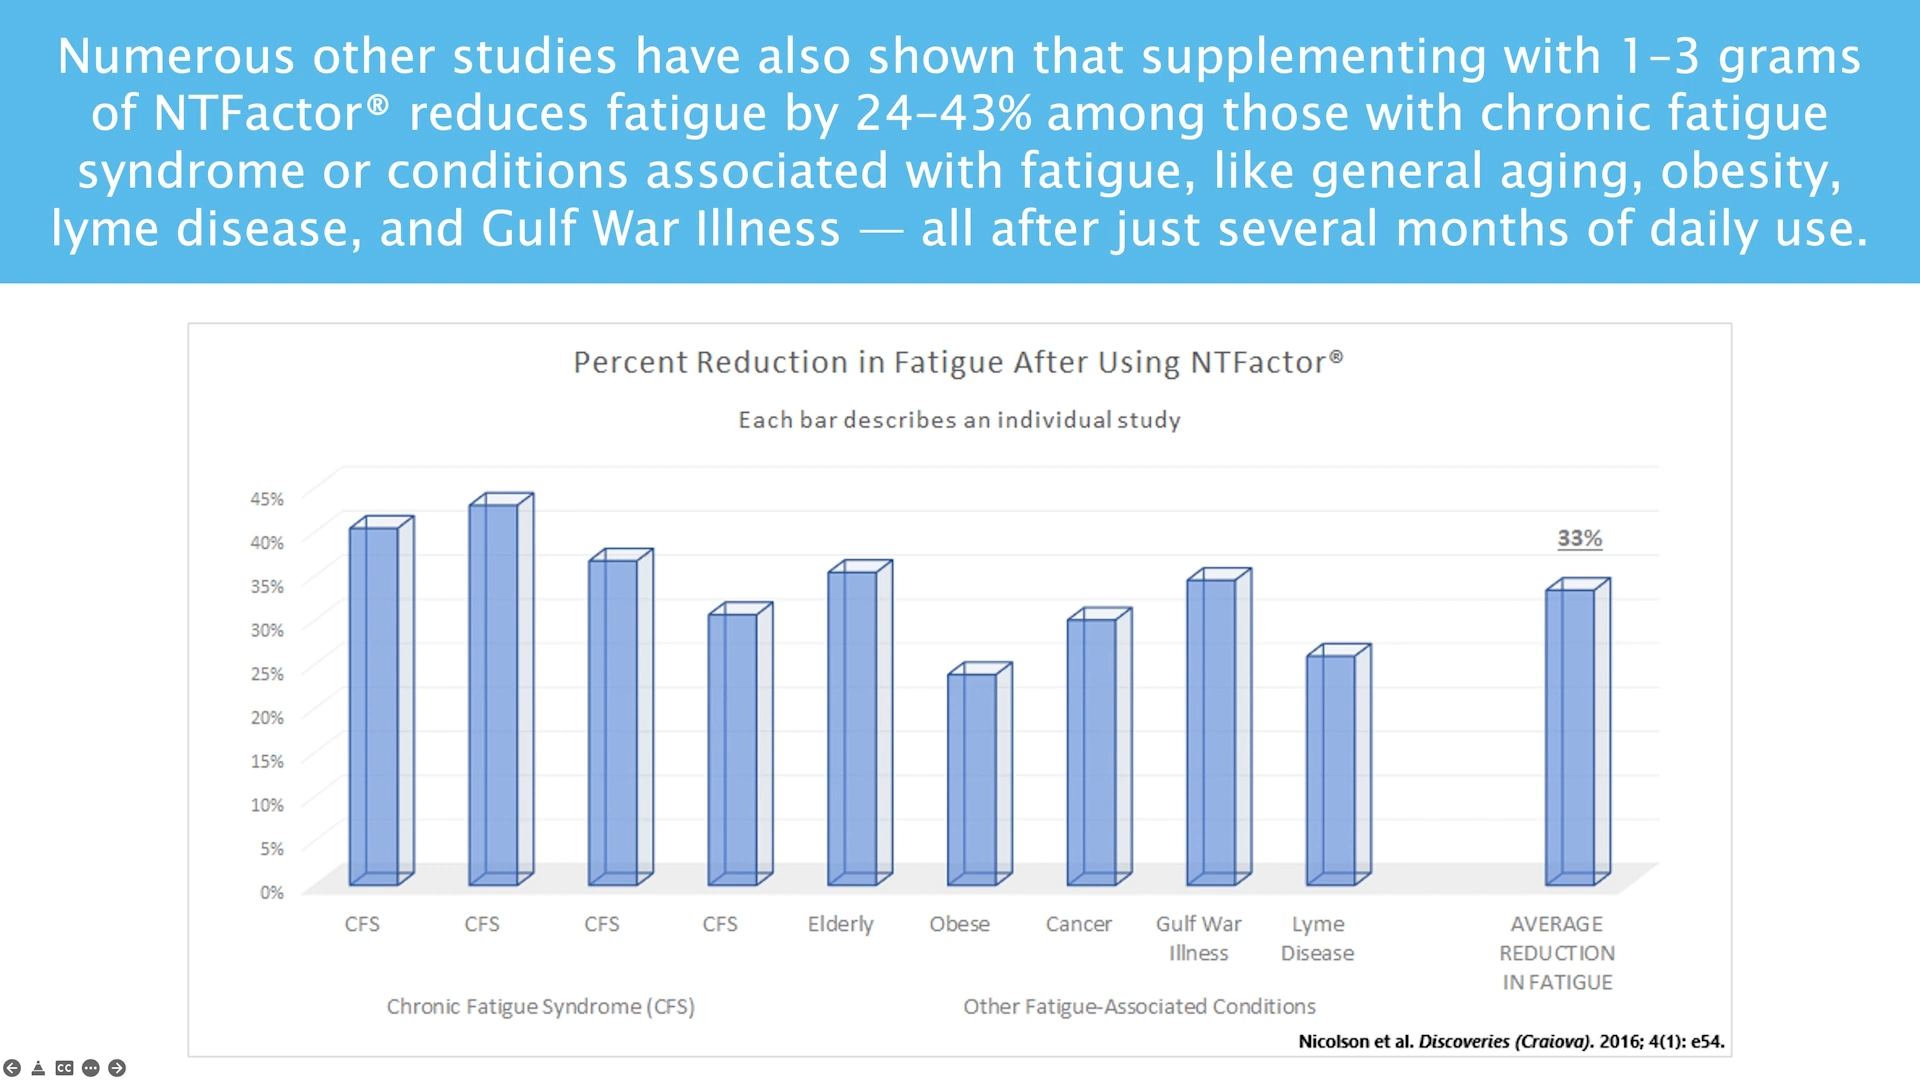 Numerous other studies have also shown that supplementing with 1–3 grams
of NTFactor® reduces fatigue by 24–43% among those with chronic fatigue
syndrome or conditions associated with fatigue, like general aging, obesity,
lyme disease, and Gulf War Illness — all after just several months of daily use.
Percent Reduction in Fatigue After Using NTFactor®
Each bar describes an individual study
45%
40%
35%
30%
25%
20%
15%
10%
5%
0%
33%
CFS CFS CFS CFS Elderly Obese Cancer Gulf War Lyme AVERAGE
Illness Disease REDUCTION
IN FATIGUE
Chronic Fatigue Syndrome (CFS) Other Fatigue-Associated Conditions
Nicolson et al. Discoveries (Craiova). 2016; 4(1): e54.
CC